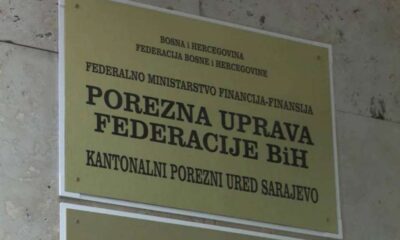 BOSNA i HERCEGOVINA
FEDERACIJA BOSNE i HERCEGOVINE
FEDERALNO MINISTARSTVO FINANCIJA-FINANSIJA
POREZNA UPRAVA
FEDERACIJE BiH
KANTONALNI POREZNI URED SARAJEVO